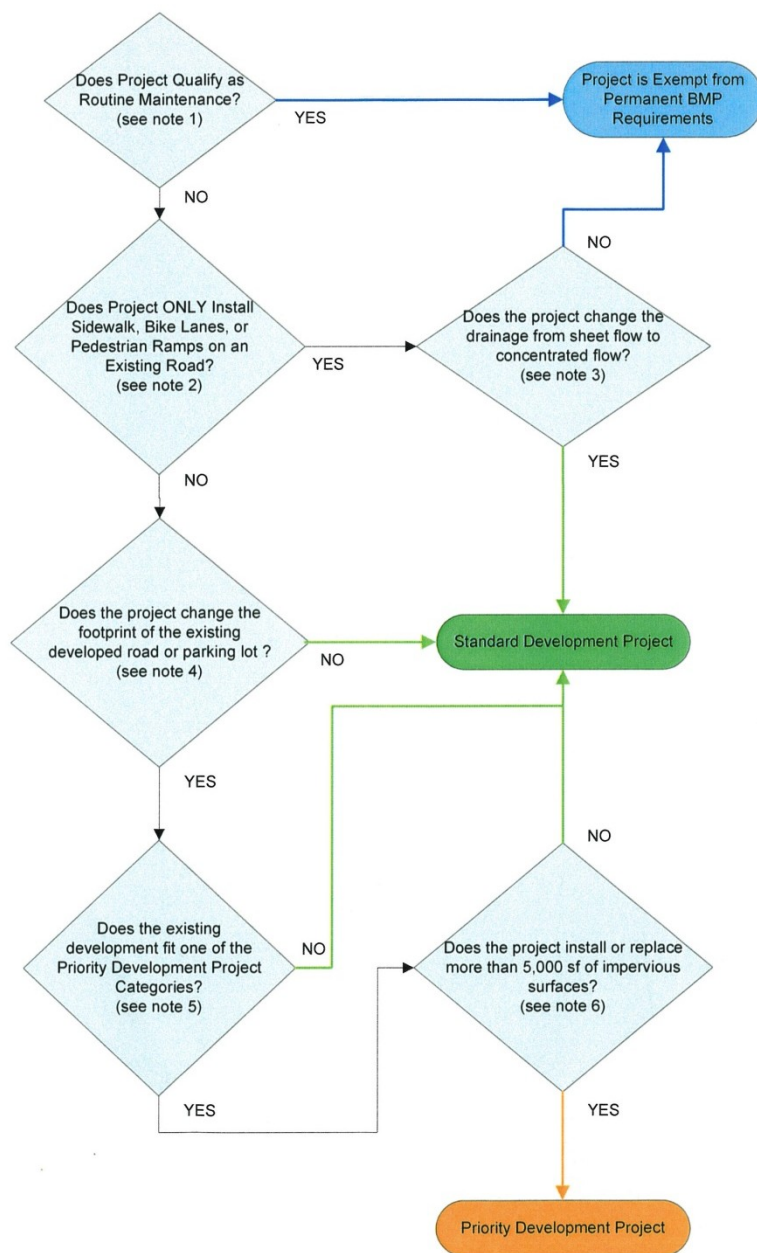 Does Project Qualify as
Routine Maintenance?
(see note 1)
YES
Project is Exempt from
Permanent BMP
Requirements
NO
NO
Does Project ONLY Install
Sidewalk, Bike Lanes, or
Pedestrian Ramps on an
Existing Road?
(see note 2)
YES
Does the project change the
drainage from sheet flow to
concentrated flow?
(see note 3)
YES
NO
Does the project change the
footprint of the existing
developed road or parking lot ?
(see note 4)
NO
Standard Development Project
YES
NO
Does the existing
development fit one of the
Priority Development Project
Categories?
(see note 5)
NO
Does the project install or replace
more than 5,000 sf of impervious
surfaces?
(see note 6)
YES
YES
Priority Development Project